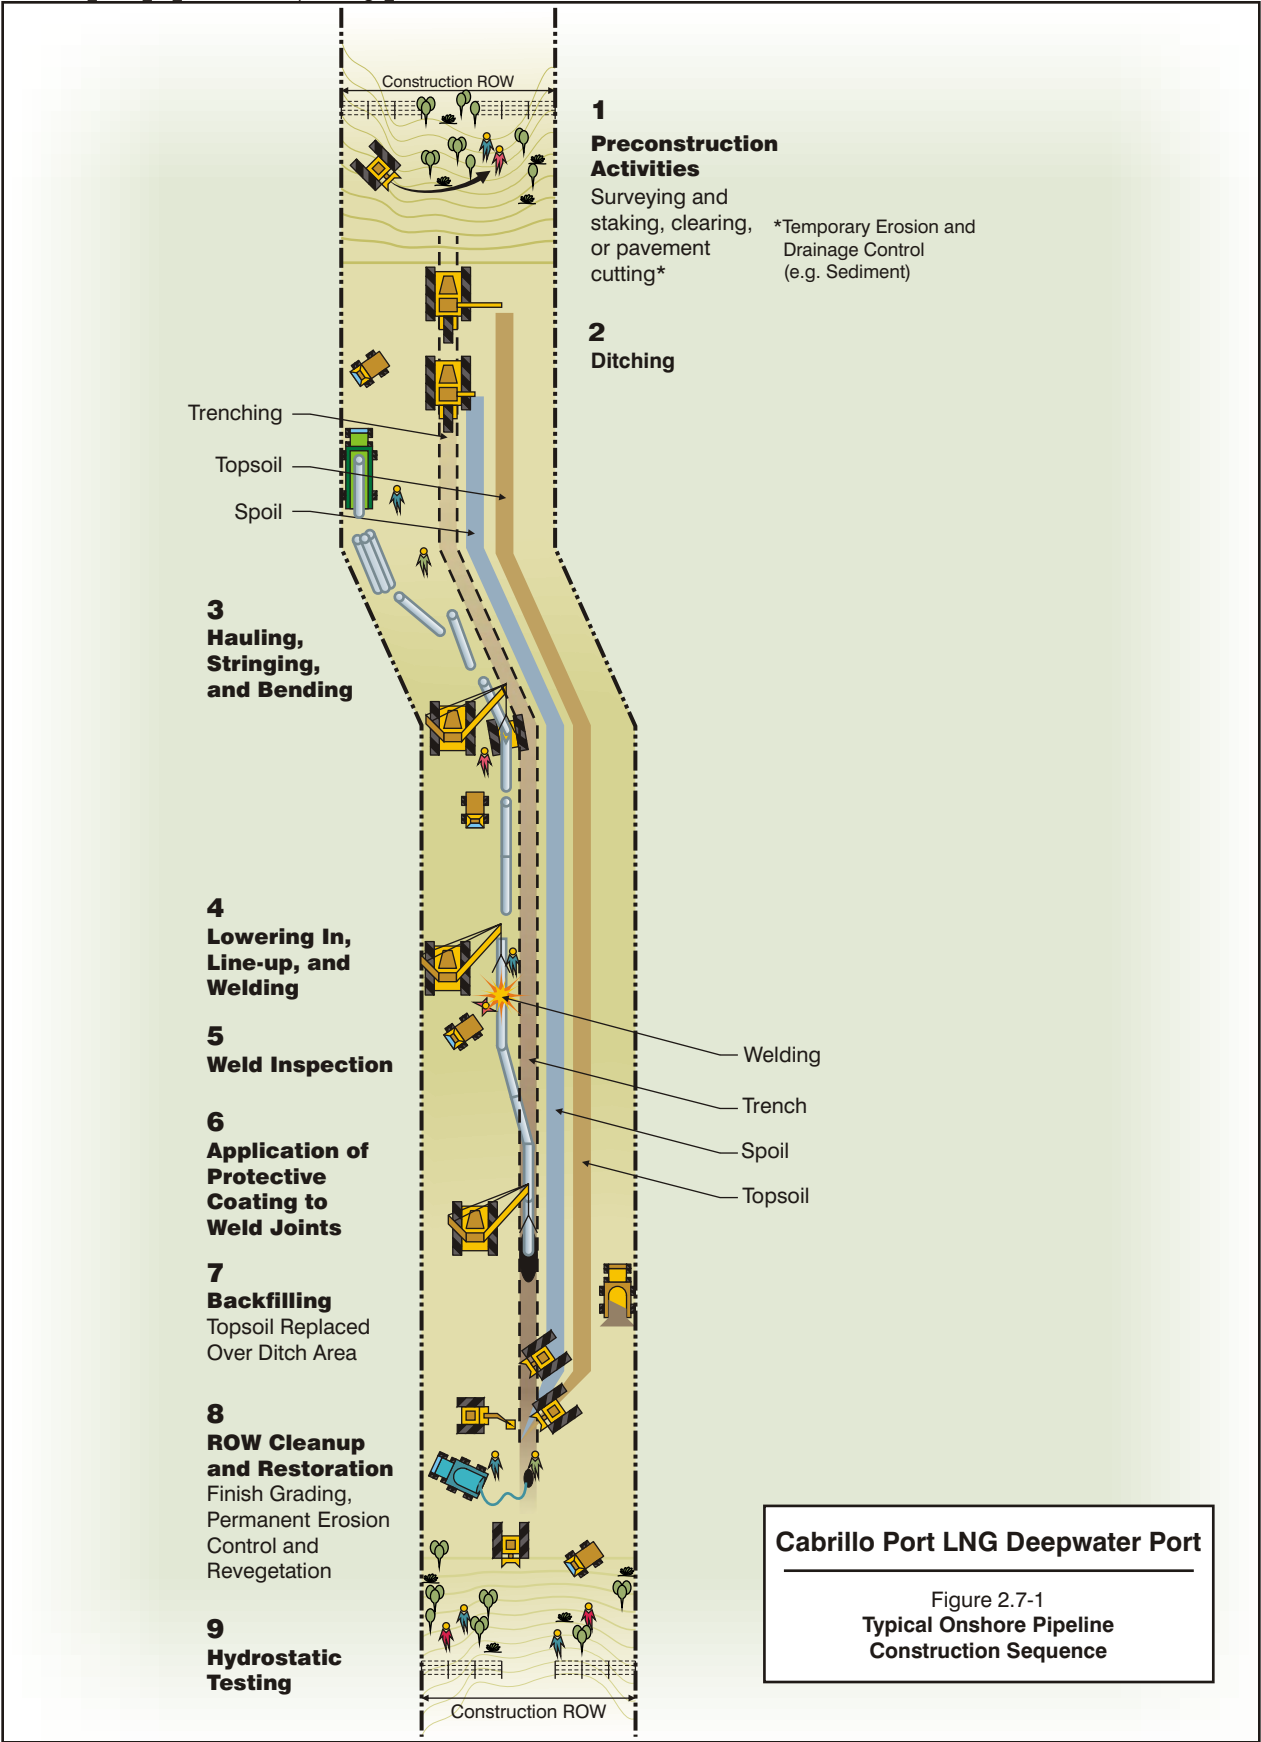 Construction ROW
1
Preconstruction
Activities
Surveying and
staking, clearing,
or pavement
cutting*
*Temporary Erosion and
Drainage Control
(e.g. Sediment)
2
Ditching
Trenching
Topsoil
Spoil
3
Hauling,
Stringing,
and Bending
4
Lowering In,
Line-up, and
Welding
5
Weld Inspection
Welding
Trench
Spoil
Topsoil
6
Application of
Protective
Coating to
Weld Joints
7
Backfilling
Topsoil Replaced
Over Ditch Area
8
ROW Cleanup
and Restoration
Finish Grading,
Permanent Erosion
Control and
Revegetation
9
Hydrostatic
Testing
Construction ROW
Cabrillo Port LNG Deepwater Port
Figure 2.7-1
Typical Onshore Pipeline
Construction Sequence